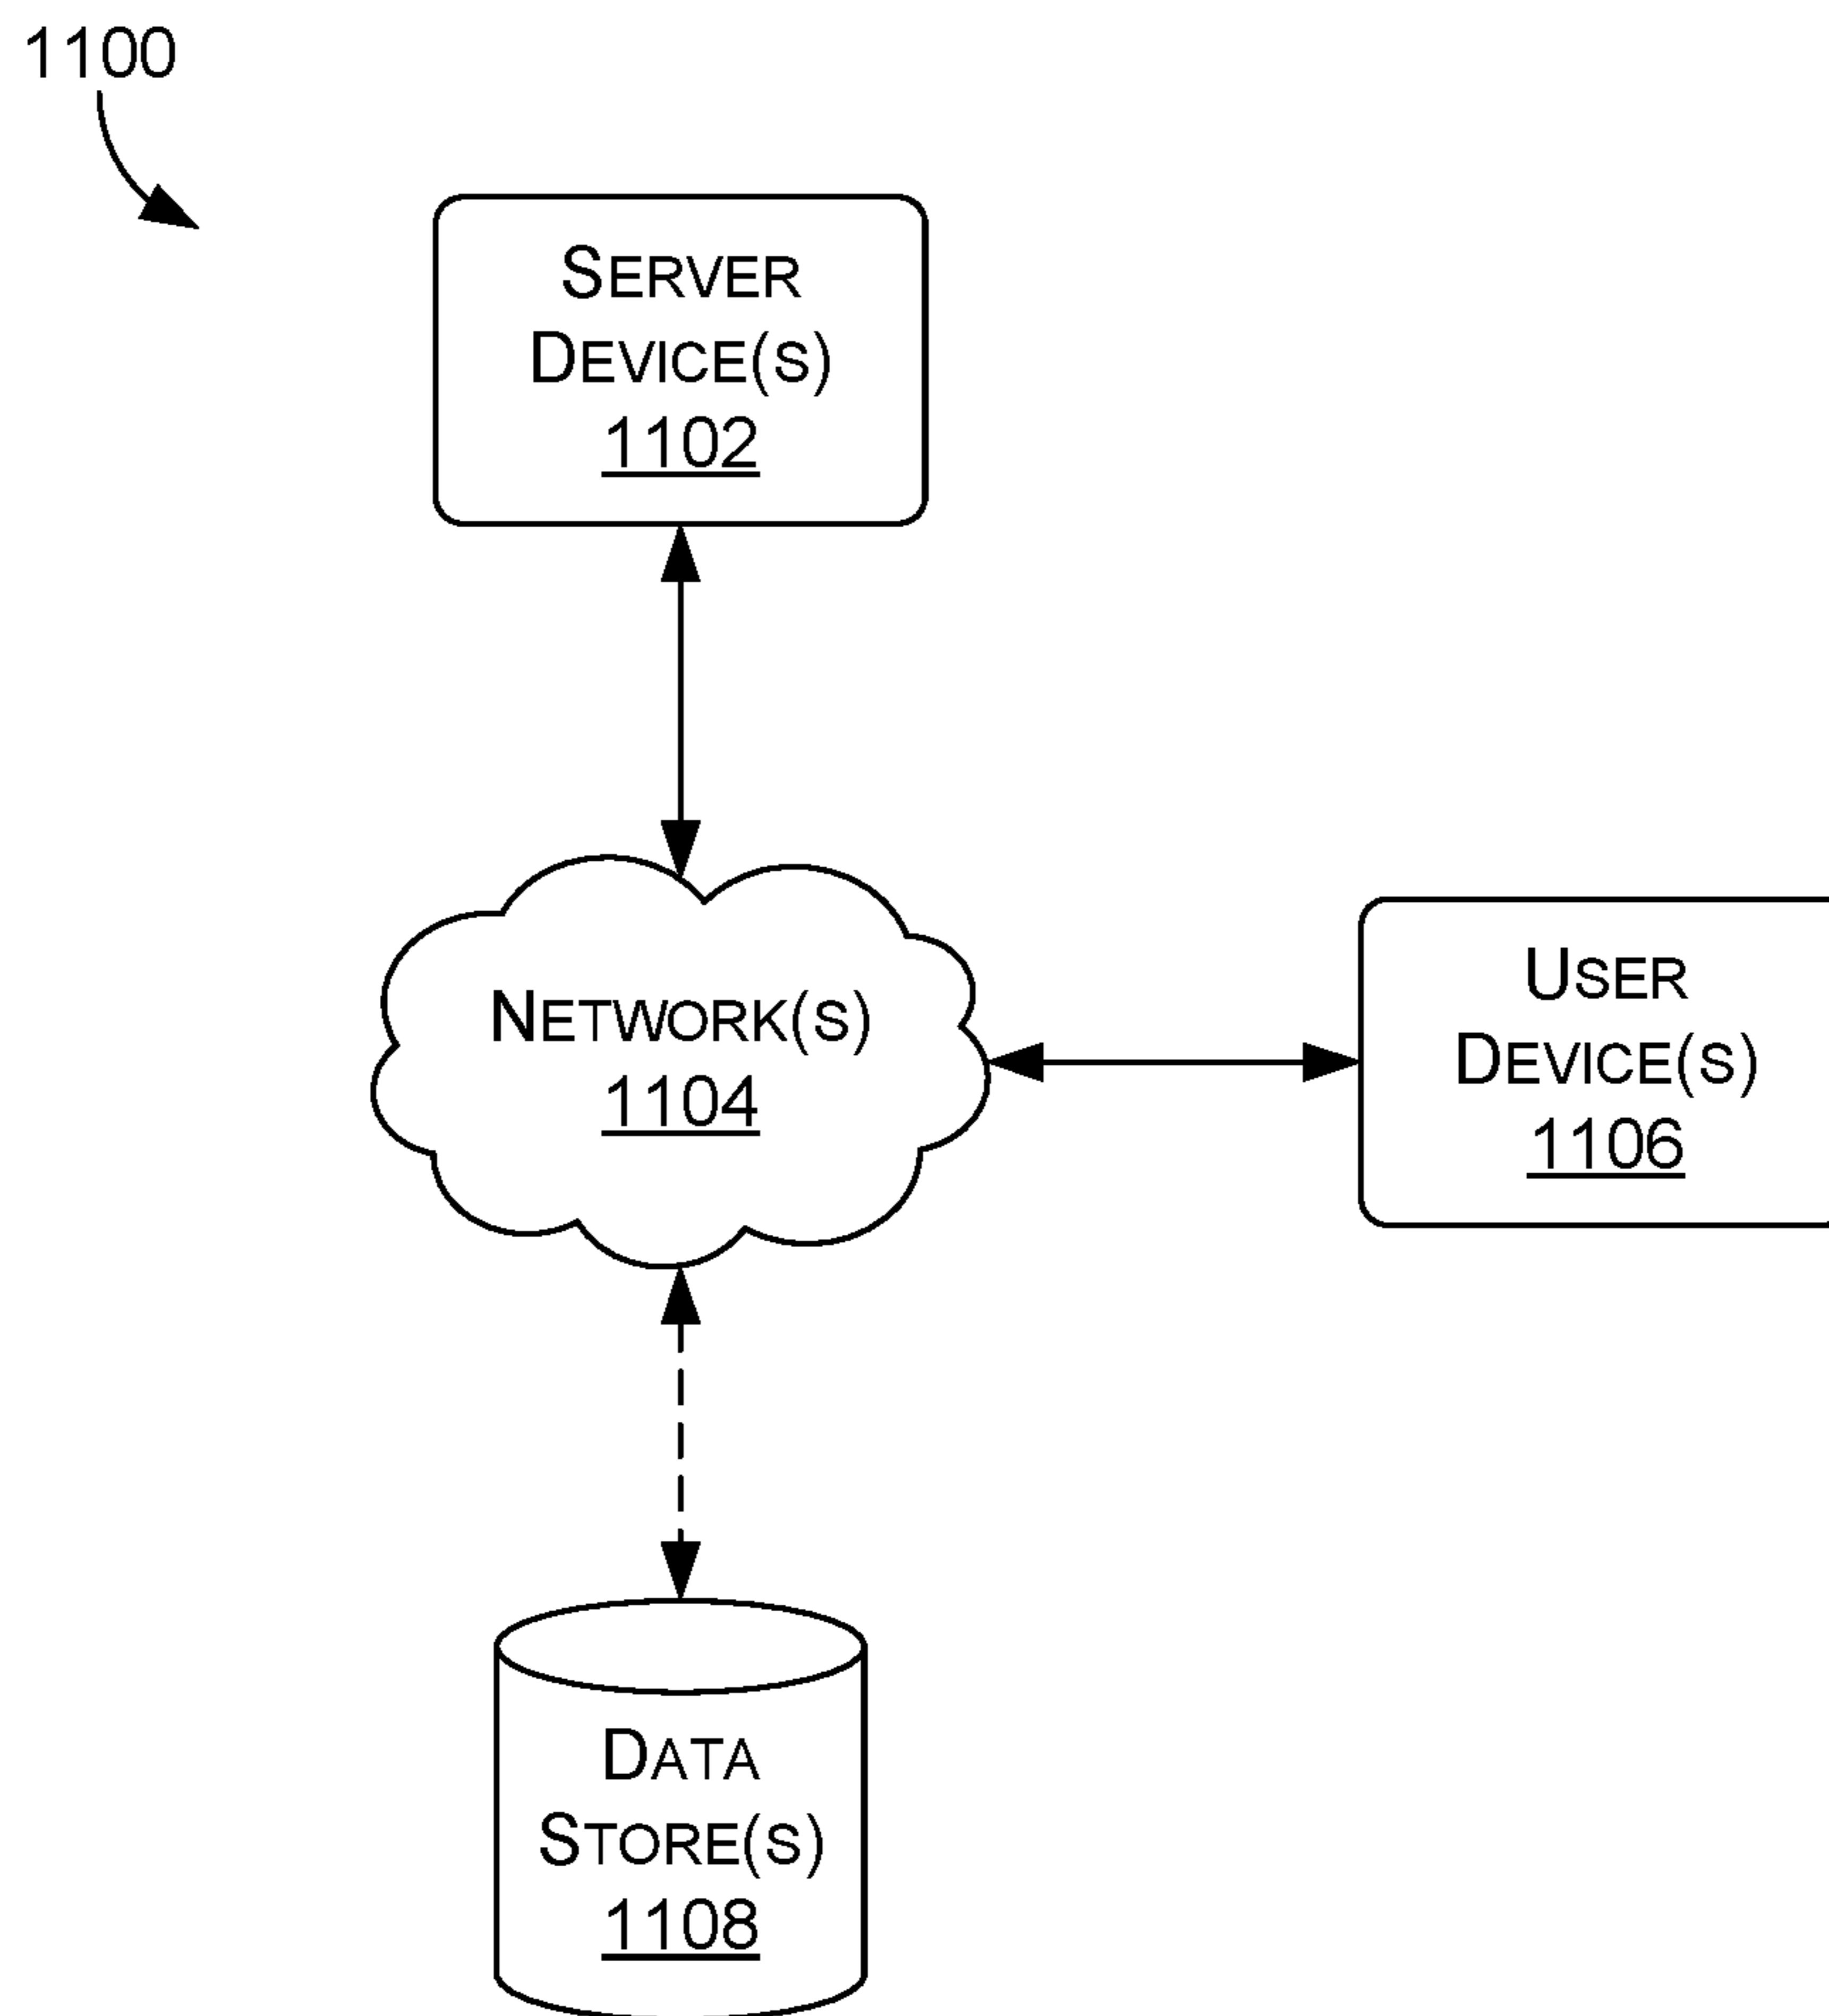 1100
SERVER
DEVICE(S)
1102
NETWORK(S)
1104
USER
DEVICE(S)
1106
DATA
STORE(S)
1108